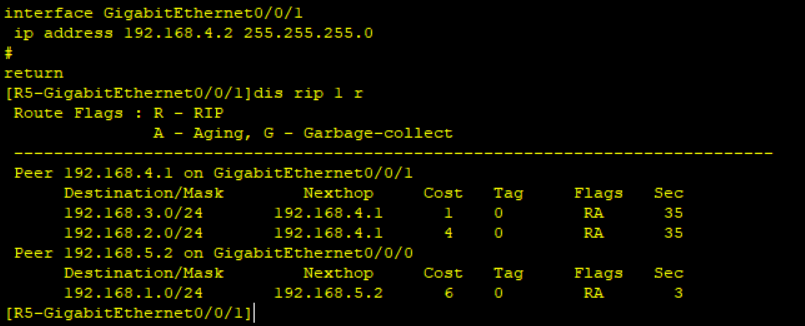 interface GigabitEthernet0/0/1
 ip address 192.168.4.2 255.255.255.0
#
return
[R5-GigabitEthernet0/0/1]dis rip 1 r
 Route Flags : R - RIP
               A - Aging, G - Garbage-collect
 ----------------------------------------------------------------------------
 Peer 192.168.4.1 on GigabitEthernet0/0/1
      Destination/Mask        Nexthop     Cost   Tag     Flags   Sec
      192.168.3.0/24       192.168.4.1      1    0        RA      35
      192.168.2.0/24       192.168.4.1      4    0        RA      35
 Peer 192.168.5.2 on GigabitEthernet0/0/0
      Destination/Mask        Nexthop     Cost   Tag     Flags   Sec
      192.168.1.0/24       192.168.5.2      6    0        RA       3
[R5-GigabitEthernet0/0/1]